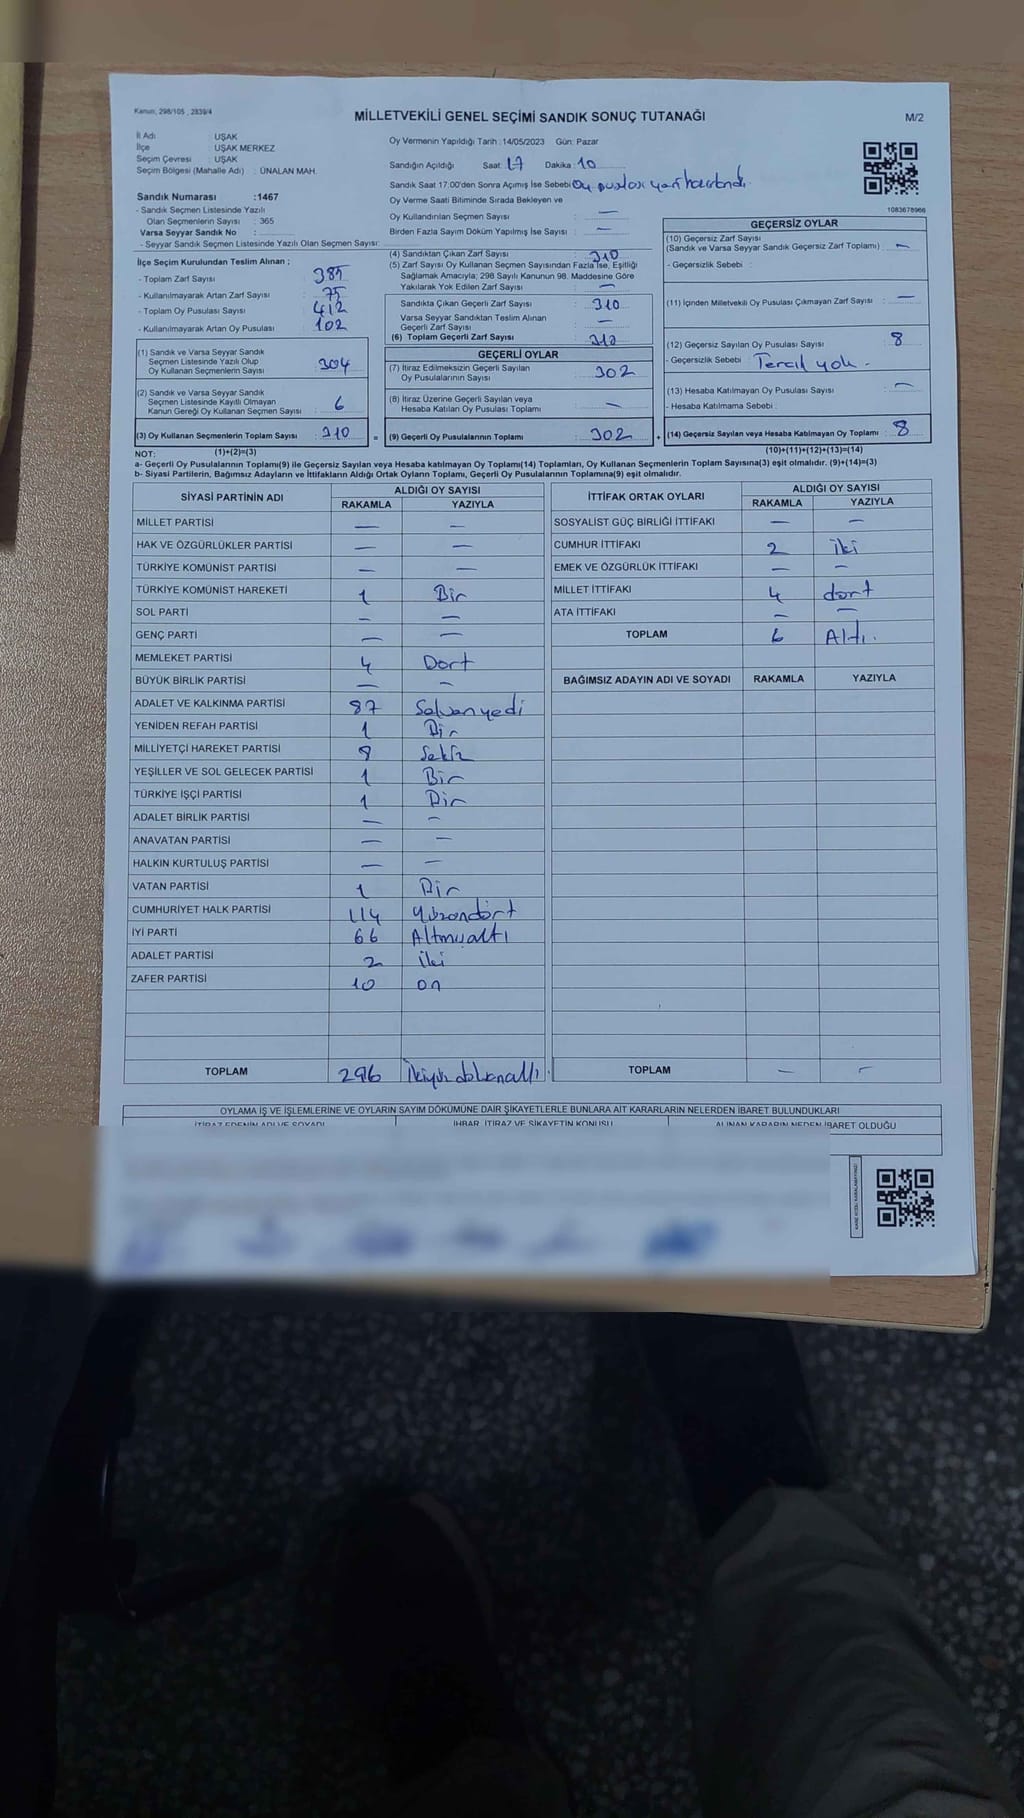 Kanun; 298/105 , 2839/4
MİLLETVEKİLİ GENEL SEÇİMİ SANDIK SONUÇ TUTANAĞI
M/2
İl Adı : UŞAK
İlçe : UŞAK MERKEZ
Seçim Çevresi : UŞAK
Seçim Bölgesi (Mahalle Adı) : ÜNALAN MAH.
Sandık Numarası : 1467
- Sandık Seçmen Listesinde Yazılı
Olan Seçmenlerin Sayısı : 365
Varsa Seyyar Sandık No :
- Seyyar Sandık Seçmen Listesinde Yazılı Olan Seçmen Sayısı:
İlçe Seçim Kurulundan Teslim Alınan ;
- Toplam Zarf Sayısı : 385
- Kullanılmayarak Artan Zarf Sayısı : 75
- Toplam Oy Pusulası Sayısı : 412
- Kullanılmayarak Artan Oy Pusulası : 102
(1) Sandık ve Varsa Seyyar Sandık
Seçmen Listesinde Yazılı Olup
Oy Kullanan Seçmenlerin Sayısı : 304
(2) Sandık ve Varsa Seyyar Sandık
Seçmen Listesinde Kayıtlı Olmayan
Kanun Gereği Oy Kullanan Seçmen Sayısı : 6
(3) Oy Kullanan Seçmenlerin Toplam Sayısı : 310
Oy Vermenin Yapıldığı Tarih : 14/05/2023 Gün: Pazar
Sandığın Açıldığı Saat: 17 Dakika : 10
Sandık Saat 17:00'den Sonra Açımış İse Sebebi Oy pusulası
Oy Verme Saati Bitiminde Sırada Bekleyen ve
Oy Kullandırılan Seçmen Sayısı : —
Birden Fazla Sayım Döküm Yapılmış İse Sayısı : —
(4) Sandıktan Çıkan Zarf Sayısı : 310
(5) Zarf Sayısı Oy Kullanan Seçmen Sayısından Fazla İse, Eşitliği
Sağlamak Amacıyla; 298 Sayılı Kanunun 98. Maddesine Göre
Yakılarak Yok Edilen Zarf Sayısı : —
Sandıkta Çıkan Geçerli Zarf Sayısı : 310
Varsa Seyyar Sandıktan Teslim Alınan
Geçerli Zarf Sayısı : —
(6) Toplam Geçerli Zarf Sayısı : 310
GEÇERLİ OYLAR
(7) İtiraz Edilmeksizin Geçerli Sayılan
Oy Pusulalarının Sayısı : 302
(8) İtiraz Üzerine Geçerli Sayılan veya
Hesaba Katılan Oy Pusulası Toplamı : —
= (9) Geçerli Oy Pusulalarının Toplamı : 302
1083678966
GEÇERSİZ OYLAR
(10) Geçersiz Zarf Sayısı
(Sandık ve Varsa Seyyar Sandık Geçersiz Zarf Toplamı) : —
- Geçersizlik Sebebi :
(11) İçinden Milletvekili Oy Pusulası Çıkmayan Zarf Sayısı : —
(12) Geçersiz Sayılan Oy Pusulası Sayısı : 8
- Geçersizlik Sebebi : Tercih yok.
(13) Hesaba Katılmayan Oy Pusulası Sayısı : —
- Hesaba Katılmama Sebebi :
+ (14) Geçersiz Sayılan veya Hesaba Katılmayan Oy Toplamı : 8
NOT: (1)+(2)=(3) (10)+(11)+(12)+(13)=(14)
a- Geçerli Oy Pusulalarının Toplamı(9) ile Geçersiz Sayılan veya Hesaba katılmayan Oy Toplamı(14) Toplamları, Oy Kullanan Seçmenlerin Toplam Sayısına(3) eşit olmalıdır. (9)+(14)=(3)
b- Siyasi Partilerin, Bağımsız Adayların ve İttifakların Aldığı Ortak Oyların Toplamı, Geçerli Oy Pusulalarının Toplamına(9) eşit olmalıdır.
SİYASİ PARTİNİN ADI ALDIĞI OY SAYISI
RAKAMLA YAZIYLA
MİLLET PARTİSİ — —
HAK VE ÖZGÜRLÜKLER PARTİSİ — —
TÜRKİYE KOMÜNİST PARTİSİ — —
TÜRKİYE KOMÜNİST HAREKETİ 1 Bir
SOL PARTİ — —
GENÇ PARTİ — —
MEMLEKET PARTİSİ 4 Dört
BÜYÜK BİRLİK PARTİSİ — —
ADALET VE KALKINMA PARTİSİ 87 Seksenyedi
YENİDEN REFAH PARTİSİ 1 Bir
MİLLİYETÇİ HAREKET PARTİSİ 8 Sekiz
YEŞİLLER VE SOL GELECEK PARTİSİ 1 Bir
TÜRKİYE İŞÇİ PARTİSİ 1 Bir
ADALET BİRLİK PARTİSİ — —
ANAVATAN PARTİSİ — —
HALKIN KURTULUŞ PARTİSİ — —
VATAN PARTİSİ 1 Bir
CUMHURİYET HALK PARTİSİ 114 Yüzondört
İYİ PARTİ 66 Altmışaltı
ADALET PARTİSİ 2 İki
ZAFER PARTİSİ 10 on
TOPLAM 296 İkiyüzdoksanaltı.
İTTİFAK ORTAK OYLARI ALDIĞI OY SAYISI
RAKAMLA YAZIYLA
SOSYALİST GÜÇ BİRLİĞİ İTTİFAKI — —
CUMHUR İTTİFAKI 2 iki
EMEK VE ÖZGÜRLÜK İTTİFAKI — —
MİLLET İTTİFAKI 4 dört
ATA İTTİFAKI — —
TOPLAM 6 Altı.
BAĞIMSIZ ADAYIN ADI VE SOYADI RAKAMLA YAZIYLA
TOPLAM — —
OYLAMA İŞ VE İŞLEMLERİNE VE OYLARIN SAYIM DÖKÜMÜNE DAİR ŞİKAYETLERLE BUNLARA AİT KARARLARIN NELERDEN İBARET BULUNDUKLARI
İTİRAZ EDENİN ADI VE SOYADI İHBAR, İTİRAZ VE ŞİKAYETİN KONUSU ALINAN KARARIN NEDEN İBARET OLDUĞU